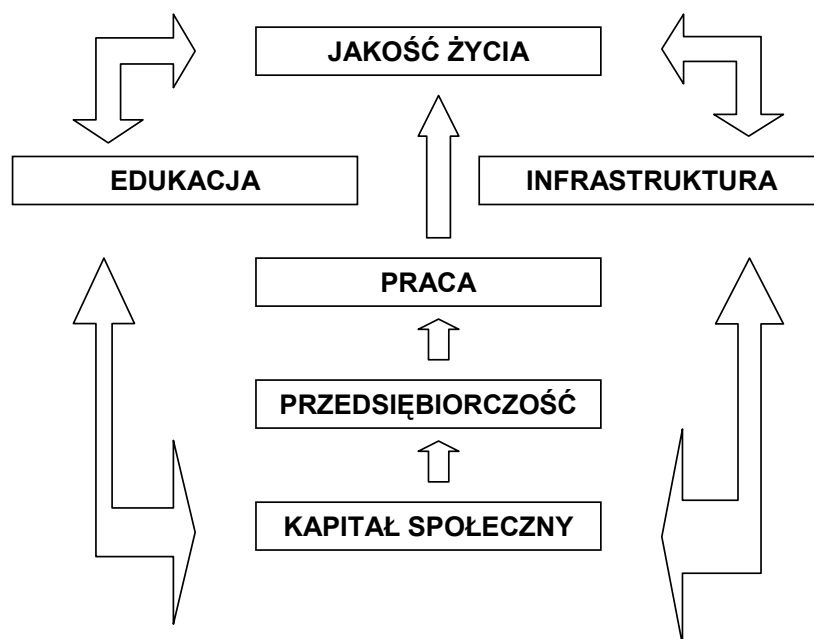 JAKOŚĆ ŻYCIA
EDUKACJA
INFRASTRUKTURA
PRACA
PRZEDSIĘBIORCZOŚĆ
KAPITAŁ SPOŁECZNY